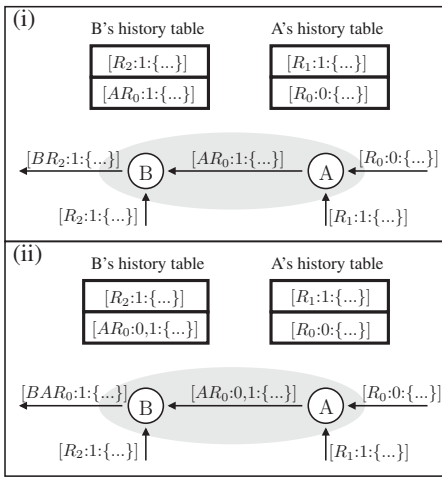 (i)
B's history table A's history table
[R₂:1:{...}] [R₁:1:{...}]
[AR₀:1:{...}] [R₀:0:{...}]
[BR₂:1:{...}] [AR₀:1:{...}] [R₀:0:{...}]
B A
[R₂:1:{...}] [R₁:1:{...}]
(ii)
B's history table A's history table
[R₂:1:{...}] [R₁:1:{...}]
[AR₀:0,1:{...}] [R₀:0:{...}]
[BAR₀:1:{...}] [AR₀:0,1:{...}] [R₀:0:{...}]
B A
[R₂:1:{...}] [R₁:1:{...}]